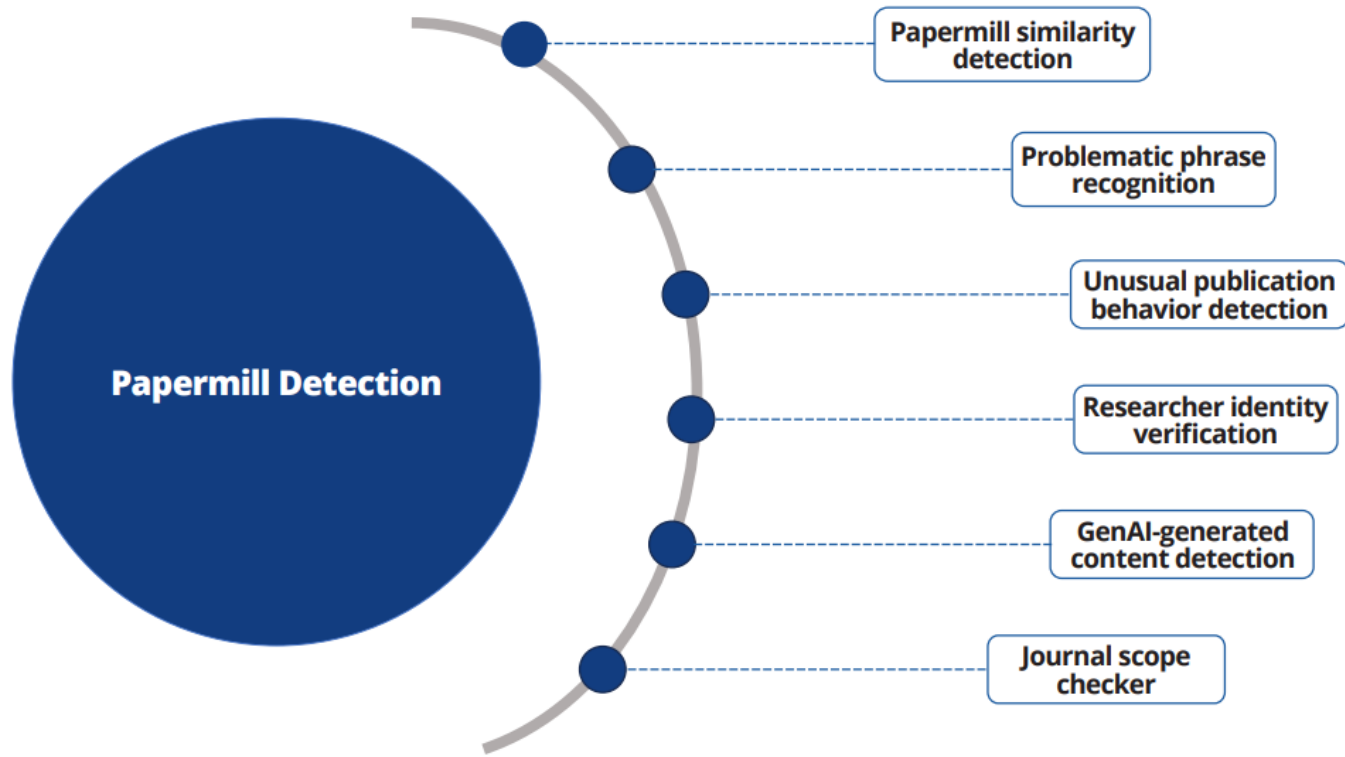 Papermill similarity
detection
Problematic phrase
recognition
Unusual publication
behavior detection
Papermill Detection
Researcher identity
verification
GenAI-generated
content detection
Journal scope
checker